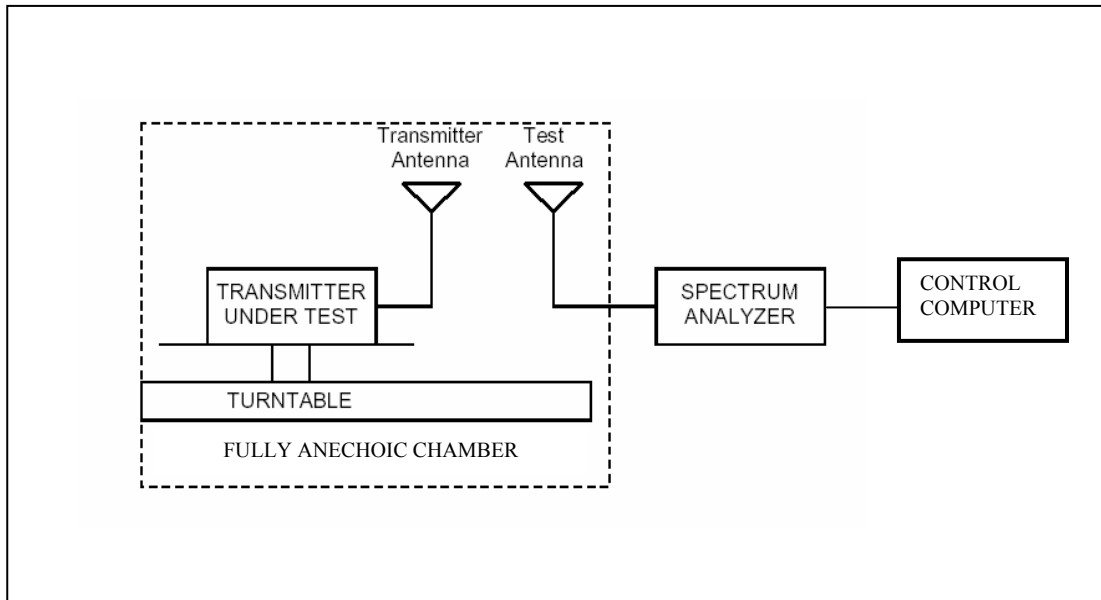 Transmitter
Antenna
Test
Antenna
TRANSMITTER
UNDER TEST
SPECTRUM
ANALYZER
CONTROL
COMPUTER
TURNTABLE
FULLY ANECHOIC CHAMBER